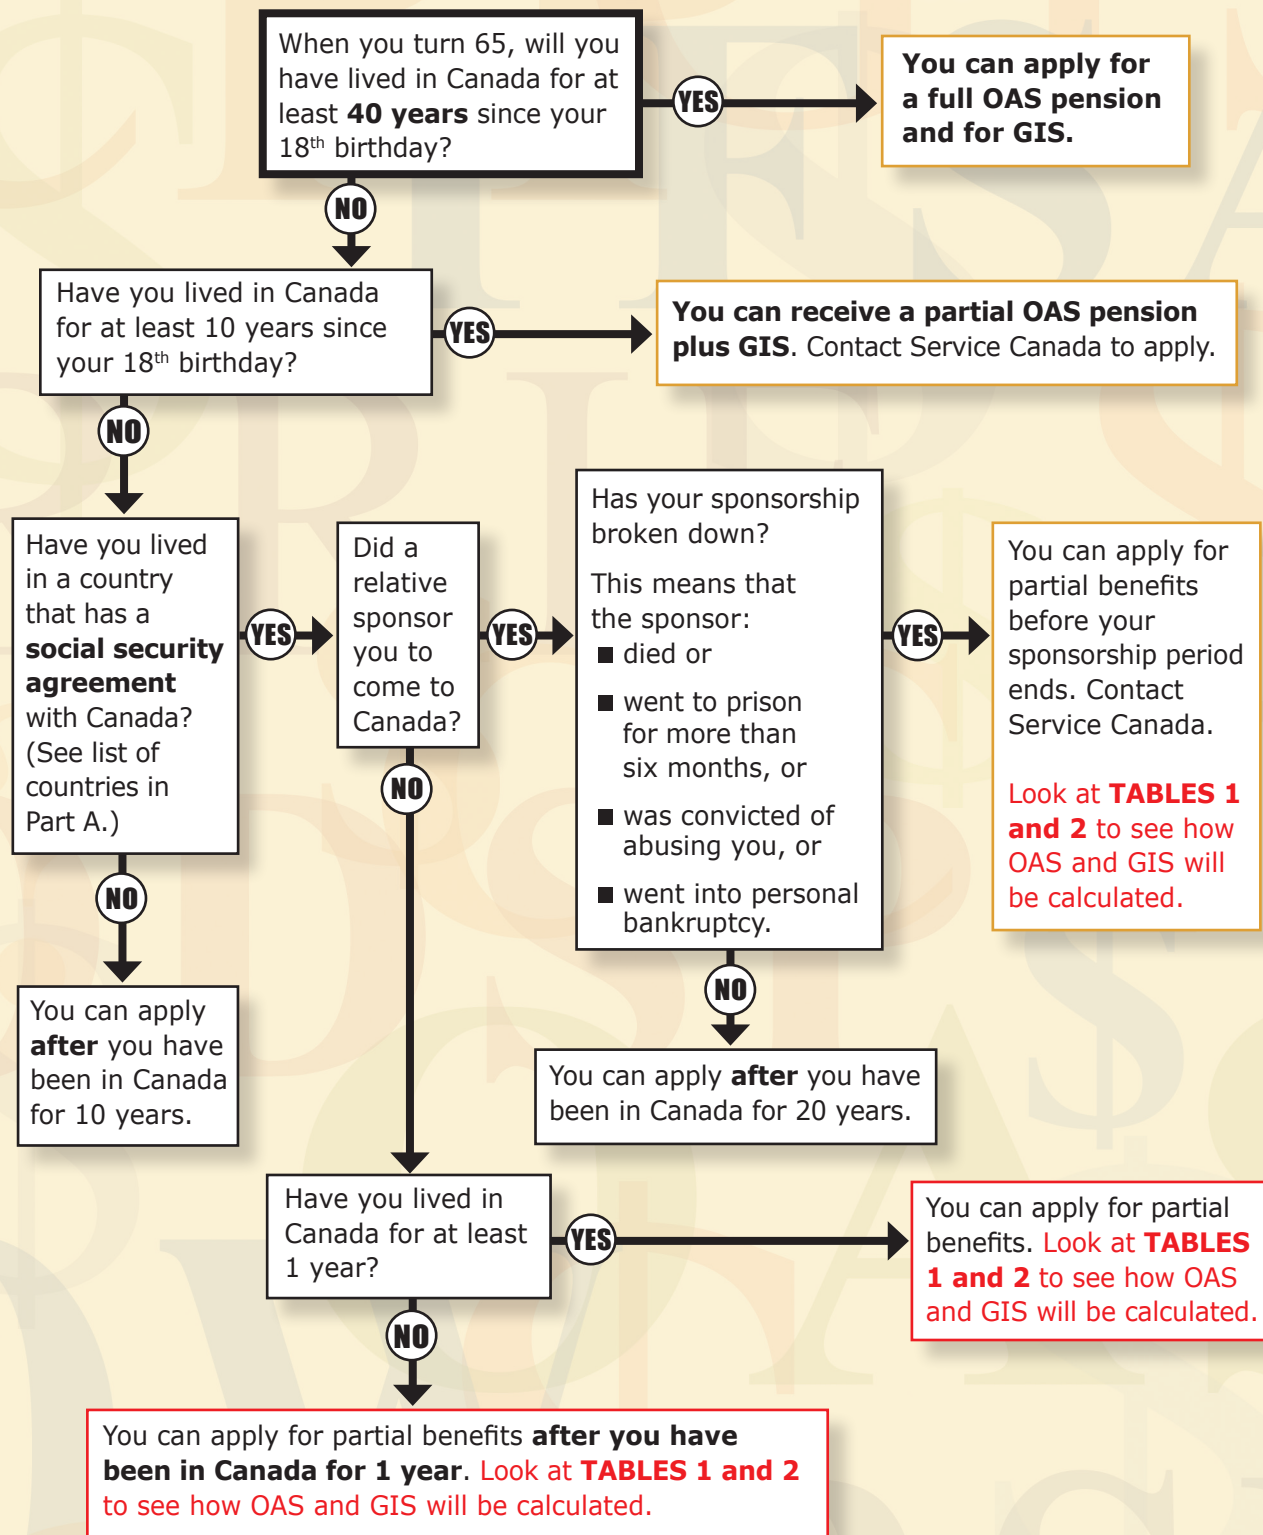 When you turn 65, will you
have lived in Canada for at
least 40 years since your
18th birthday?
YES
You can apply for
a full OAS pension
and for GIS.
NO
Have you lived in Canada
for at least 10 years since
your 18th birthday?
YES
You can receive a partial OAS pension
plus GIS. Contact Service Canada to apply.
NO
Have you lived
in a country
that has a
social security
agreement
with Canada?
(See list of
countries in
Part A.)
YES
Did a
relative
sponsor
you to
come to
Canada?
YES
Has your sponsorship
broken down?
This means that
the sponsor:
■ died or
■ went to prison
for more than
six months, or
■ was convicted of
abusing you, or
■ went into personal
bankruptcy.
YES
You can apply for
partial benefits
before your
sponsorship period
ends. Contact
Service Canada.
Look at TABLES 1
and 2 to see how
OAS and GIS will
be calculated.
NO
You can apply
after you have
been in Canada
for 10 years.
NO
NO
You can apply after you have
been in Canada for 20 years.
Have you lived in
Canada for at least
1 year?
YES
You can apply for partial
benefits. Look at TABLES
1 and 2 to see how OAS
and GIS will be calculated.
NO
You can apply for partial benefits after you have
been in Canada for 1 year. Look at TABLES 1 and 2
to see how OAS and GIS will be calculated.